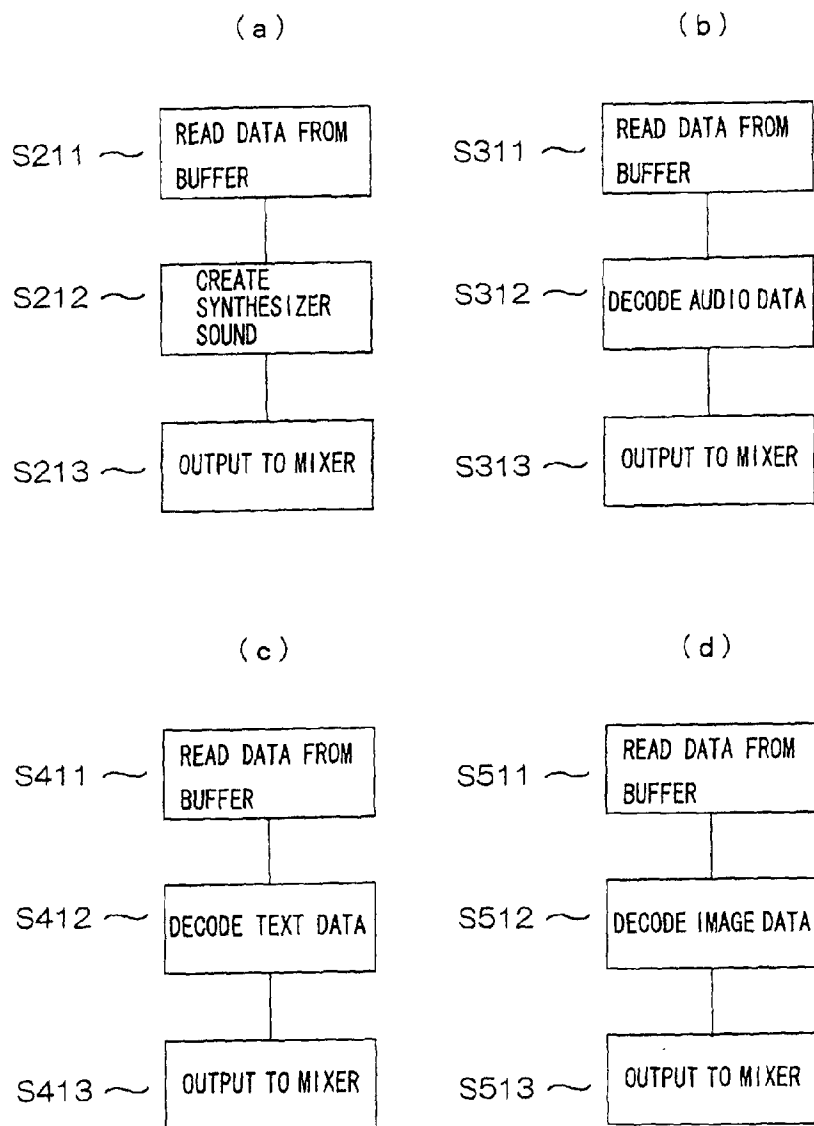 (a)
S211 ~ READ DATA FROM
BUFFER
S212 ~ CREATE
SYNTHESIZER
SOUND
S213 ~ OUTPUT TO MIXER
(b)
S311 ~ READ DATA FROM
BUFFER
S312 ~ DECODE AUDIO DATA
S313 ~ OUTPUT TO MIXER
(c)
S411 ~ READ DATA FROM
BUFFER
S412 ~ DECODE TEXT DATA
S413 ~ OUTPUT TO MIXER
(d)
S511 ~ READ DATA FROM
BUFFER
S512 ~ DECODE IMAGE DATA
S513 ~ OUTPUT TO MIXER